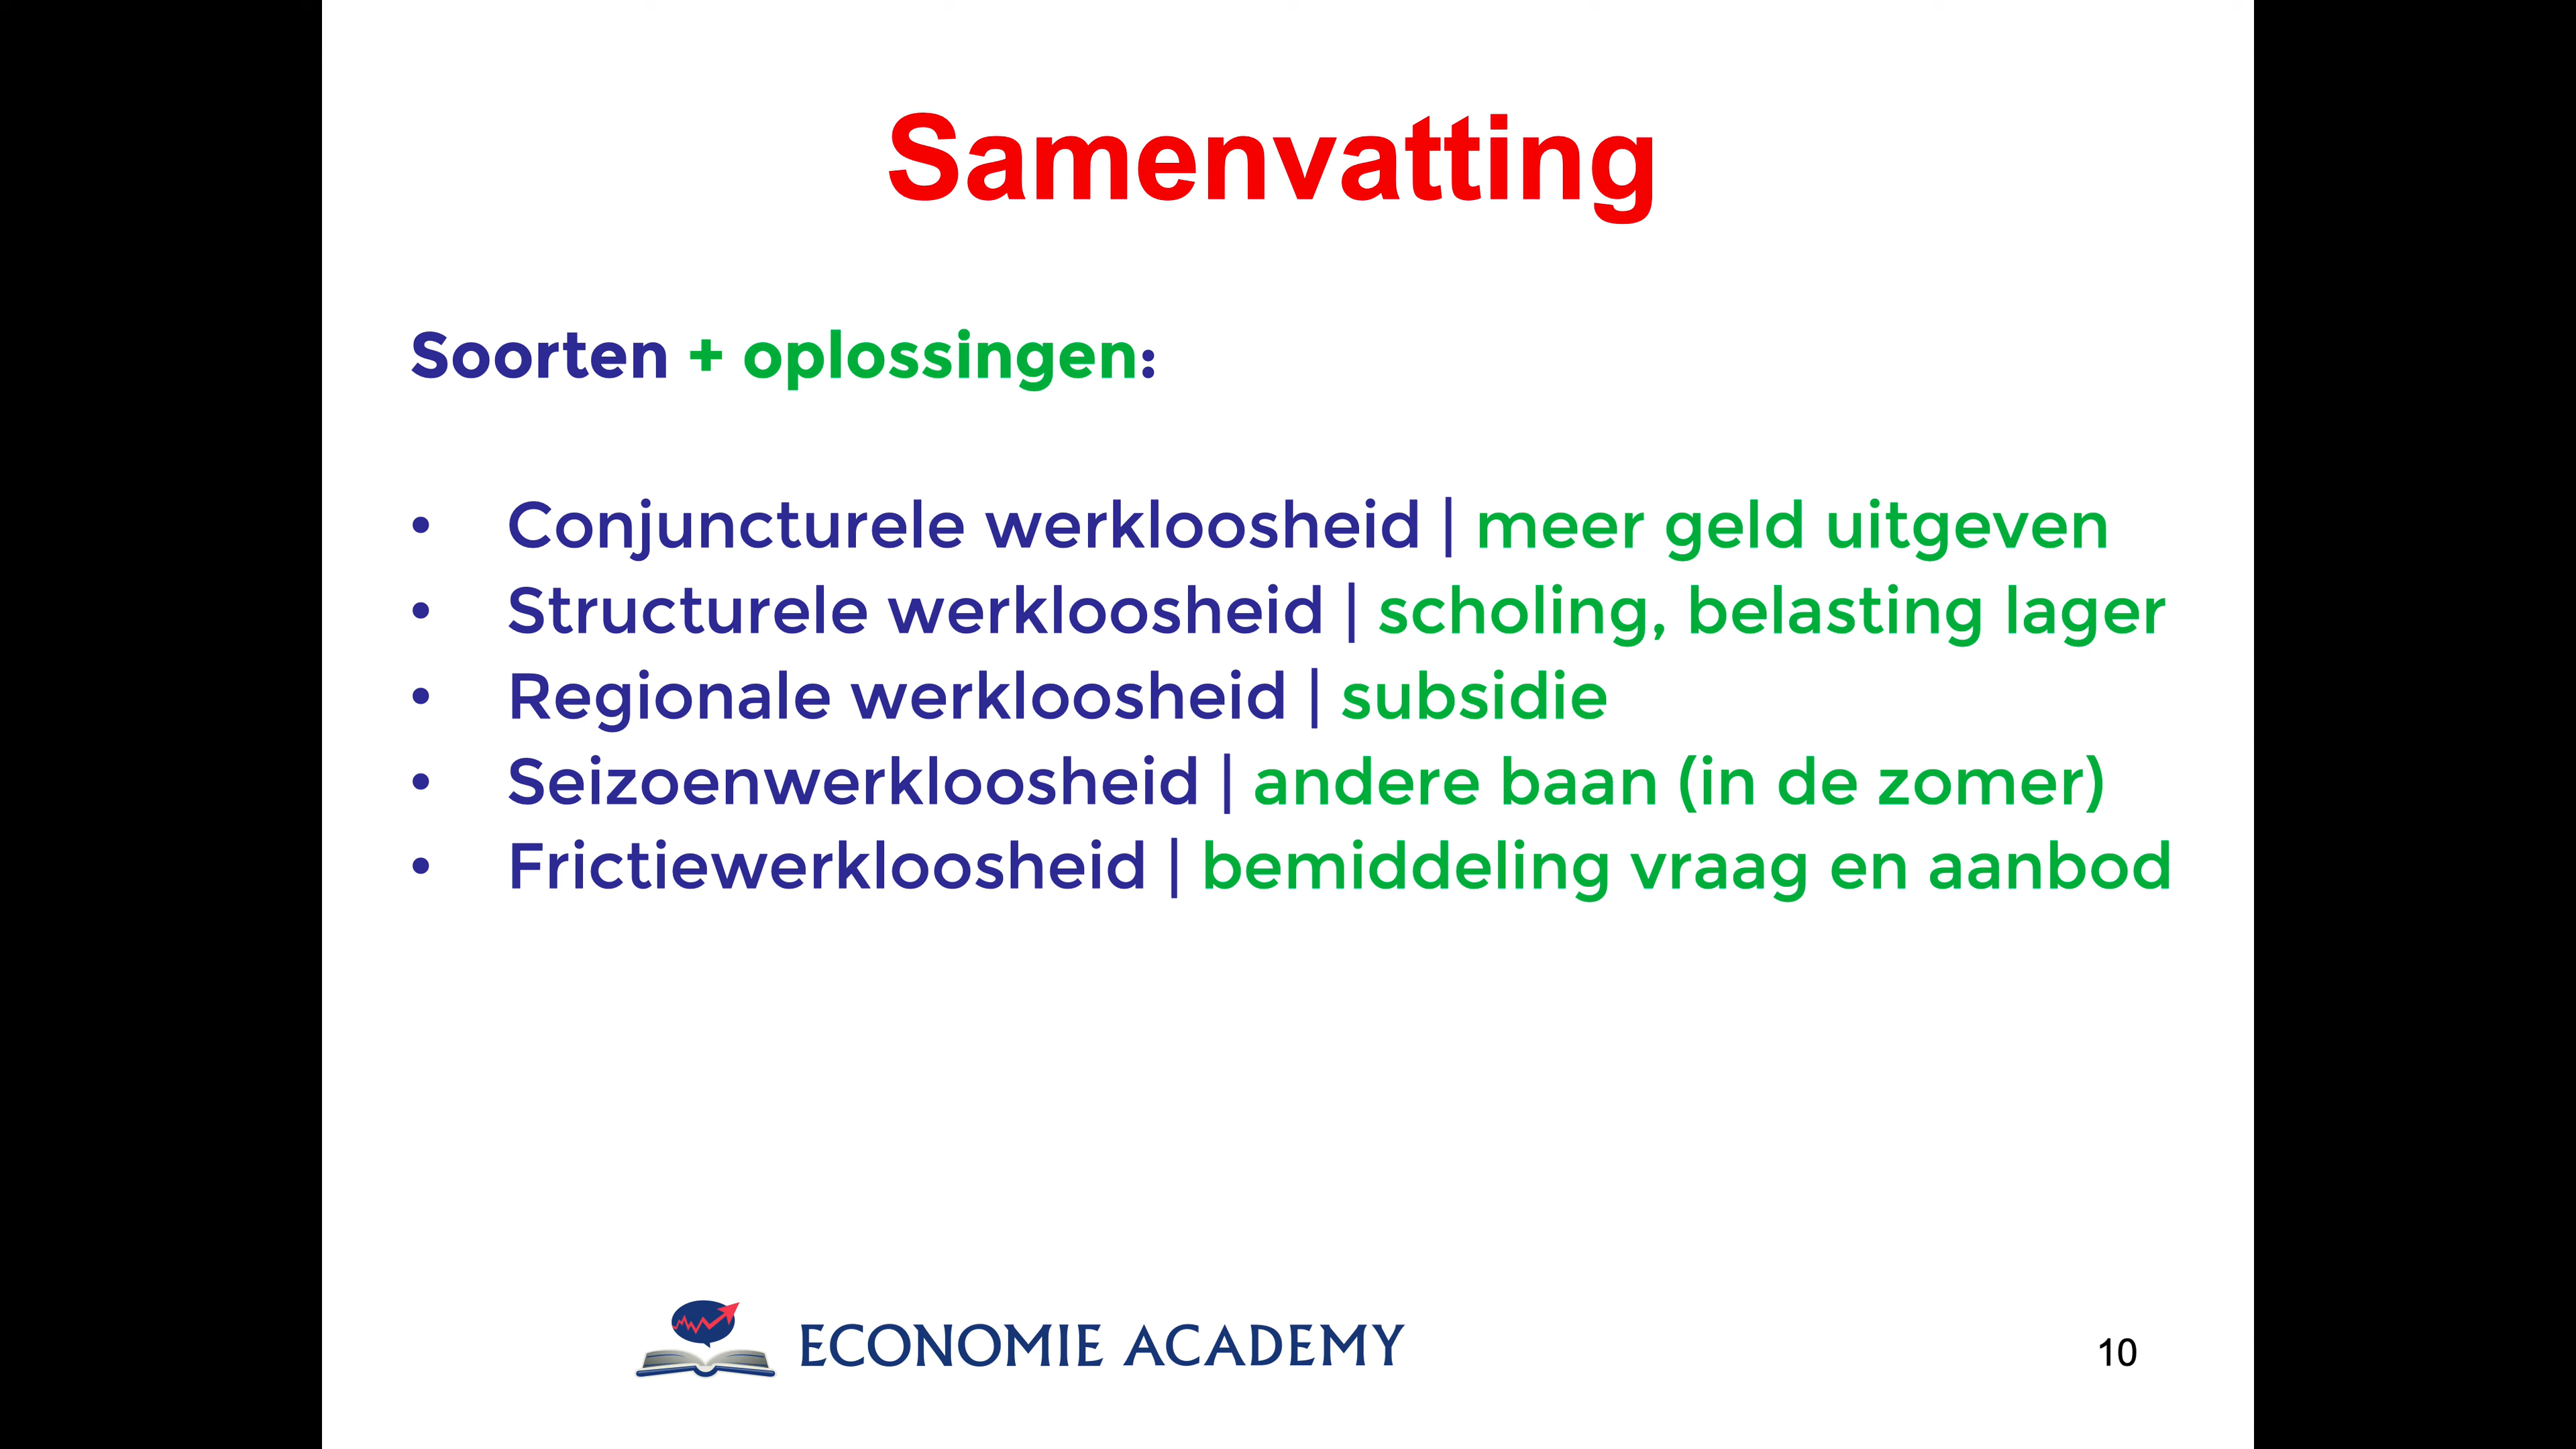 Samenvatting
Soorten + oplossingen:
• Conjuncturele werkloosheid | meer geld uitgeven
• Structurele werkloosheid | scholing, belasting lager
• Regionale werkloosheid | subsidie
• Seizoenwerkloosheid | andere baan (in de zomer)
• Frictiewerkloosheid | bemiddeling vraag en aanbod
ECONOMIE ACADEMY
10